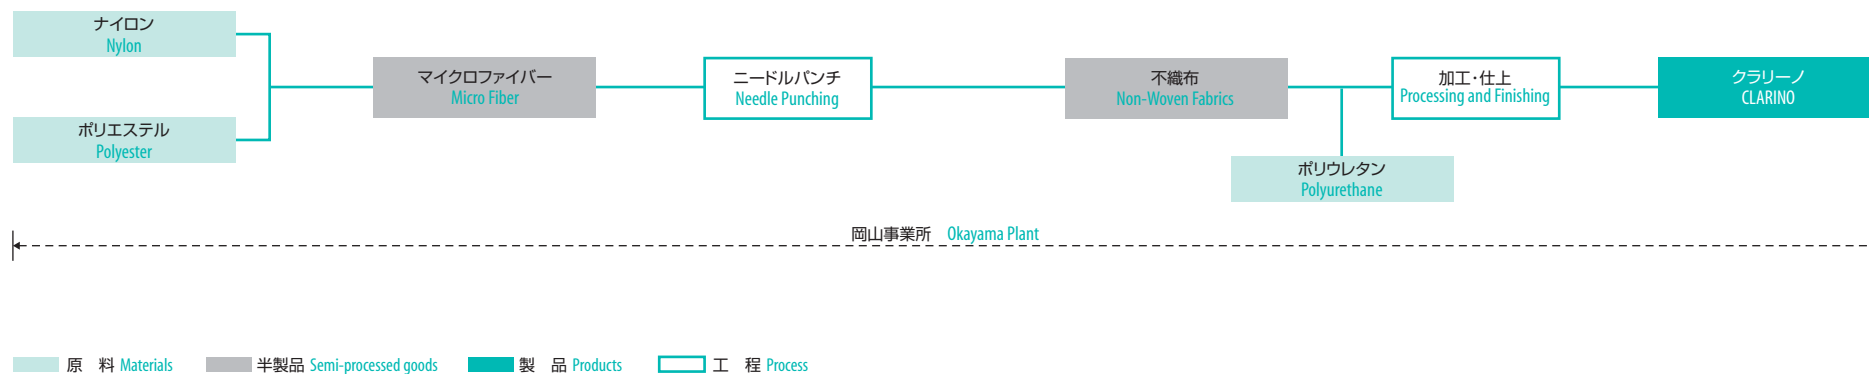 ナイロン
Nylon
ポリエステル
Polyester
マイクロファイバー
Micro Fiber
ニードルパンチ
Needle Punching
不織布
Non-Woven Fabrics
加工・仕上
Processing and Finishing
クラリーノ
CLARINO
ポリウレタン
Polyurethane
岡山事業所 Okayama Plant
原 料 Materials 半製品 Semi-processed goods 製 品 Products 工 程 Process